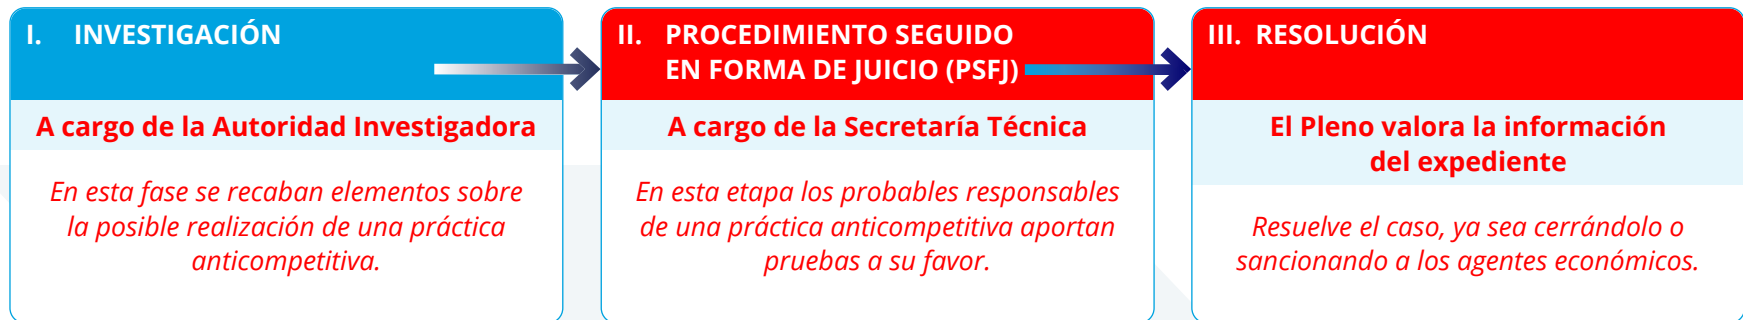 I. INVESTIGACIÓN
A cargo de la Autoridad Investigadora
En esta fase se recaban elementos sobre
la posible realización de una práctica
anticompetitiva.
II. PROCEDIMIENTO SEGUIDO
EN FORMA DE JUICIO (PSFJ)
A cargo de la Secretaría Técnica
En esta etapa los probables responsables
de una práctica anticompetitiva aportan
pruebas a su favor.
III. RESOLUCIÓN
El Pleno valora la información
del expediente
Resuelve el caso, ya sea cerrándolo o
sancionando a los agentes económicos.